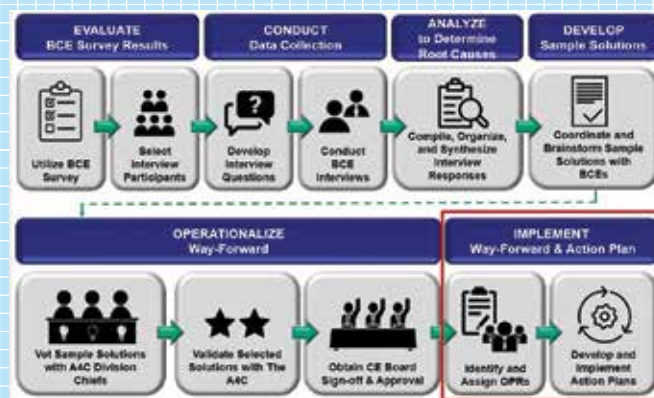 EVALUATE
BCE Survey Results
CONDUCT
Data Collection
ANALYZE
to Determine
Root Causes
DEVELOP
Sample Solutions
Utilize BCE
Survey
Select
Interview
Participants
Develop
Interview
Questions
Conduct
BCE
Interviews
Compile, Organize,
and Synthesize
Interview
Responses
Coordinate and
Brainstorm Sample
Solutions with
BCEs
OPERATIONALIZE
Way-Forward
IMPLEMENT
Way-Forward & Action Plan
Vet Sample Solutions
with A4C Division
Chiefs
Validate Selected
Solutions with The
A4C
Obtain CE Board
Sign-off & Approval
Identify and
Assign OPRs
Develop and
Implement
Action Plans